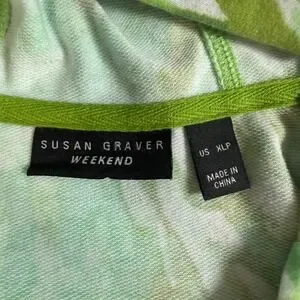 SUSAN GRAVER
WEEKEND
US XLP
MADE IN
CHINA